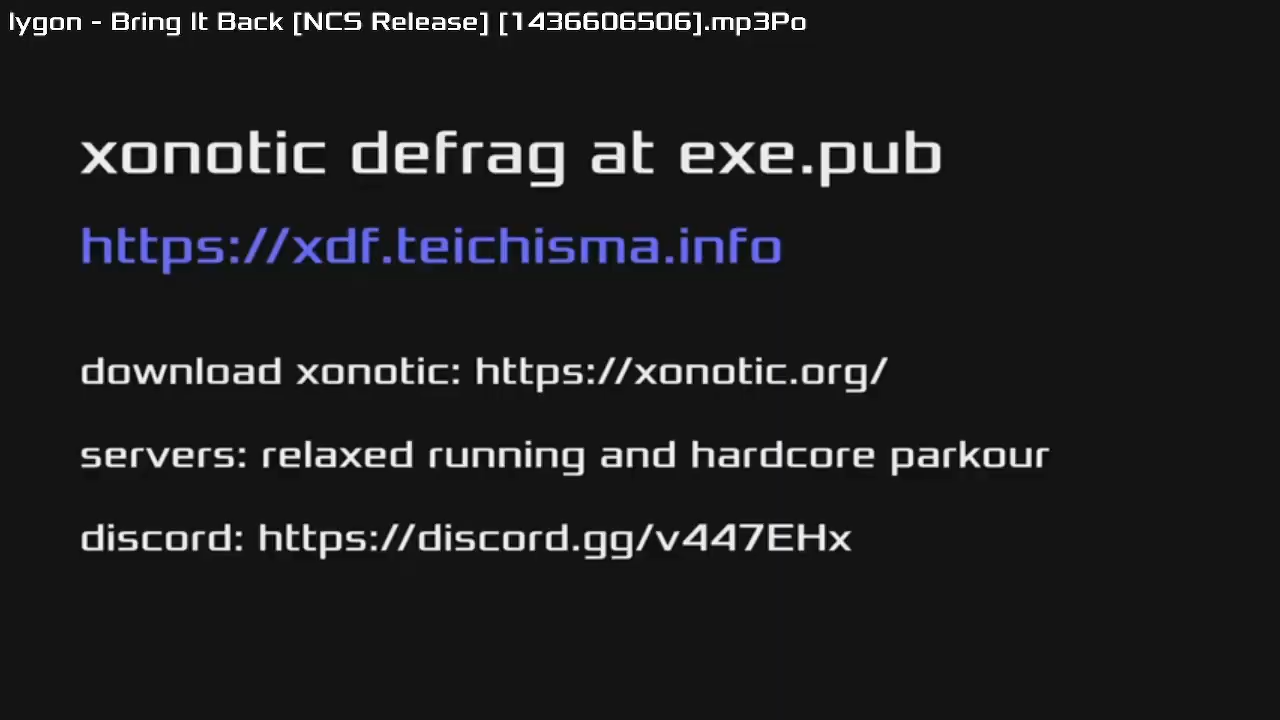 lygon - Bring It Back [NCS Release] [1436606506].mp3Po
xonotic defrag at exe.pub
https://xdf.teichisma.info
download xonotic: https://xonotic.org/
servers: relaxed running and hardcore parkour
discord: https://discord.gg/v447EHx